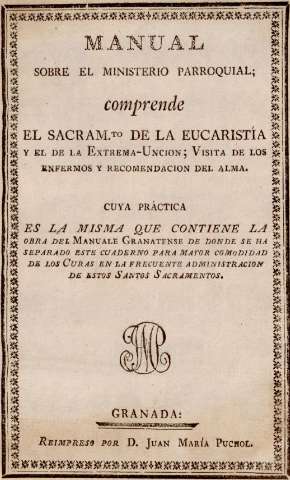 MANUAL
SOBRE EL MINISTERIO PARROQUIAL;
comprende
EL SACRAM.TO DE LA EUCARISTÍA
Y EL DE LA EXTREMA-UNCION; VISITA DE LOS
ENFERMOS Y RECOMENDACION DEL ALMA.
CUYA PRÁCTICA
ES LA MISMA QUE CONTIENE LA
OBRA DEL MANUALE GRANATENSE DE DONDE SE HA
SEPARADO ESTE CUADERNO PARA MAYOR COMODIDAD
DE LOS CURAS EN LA FRECUENTE ADMINISTRACION
DE ESTOS SANTOS SACRAMENTOS.
GRANADA:
REIMPRESO POR D. JUAN MARÍA PUCHOL.